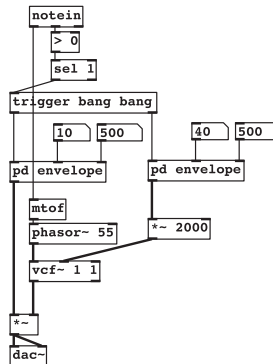 notein
> 0
sel 1
trigger bang bang
10 500
40 500
pd envelope
pd envelope
mtof
phasor~ 55
*~ 2000
vcf~ 1 1
*~
dac~